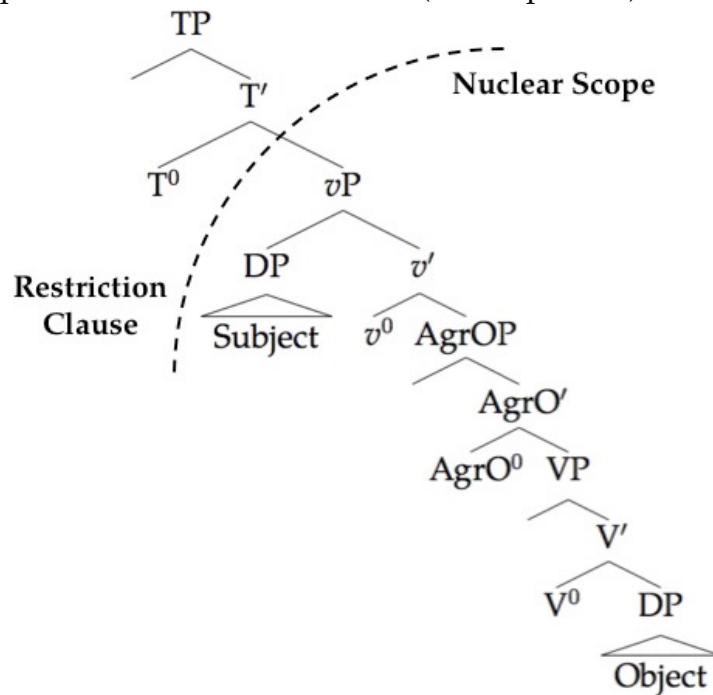 TP
T′
Nuclear Scope
T⁰
vP
DP
v′
Restriction
Clause
Subject
v⁰ AgrOP
AgrO′
AgrO⁰ VP
V′
V⁰ DP
Object